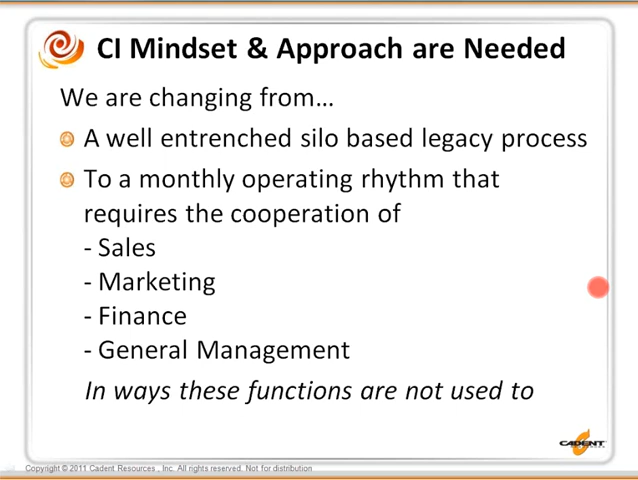 CI Mindset & Approach are Needed
We are changing from...
A well entrenched silo based legacy process
To a monthly operating rhythm that
requires the cooperation of
- Sales
- Marketing
- Finance
- General Management
In ways these functions are not used to
CADENT
Copyright © 2011 Cadent Resources , Inc. All rights reserved. Not for distribution